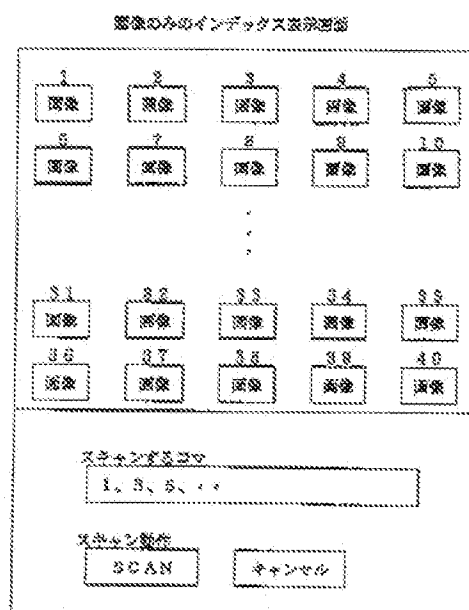 画像のみのインデックス表示画面
1 2 3 4 5
画像 画像 画像 画像 画像
6 7 8 9 10
画像 画像 画像 画像 画像
31 32 33 34 35
画像 画像 画像 画像 画像
36 37 38 39 40
画像 画像 画像 画像 画像
スキャンするコマ
1、3、5、・・
スキャン動作
SCAN キャンセル